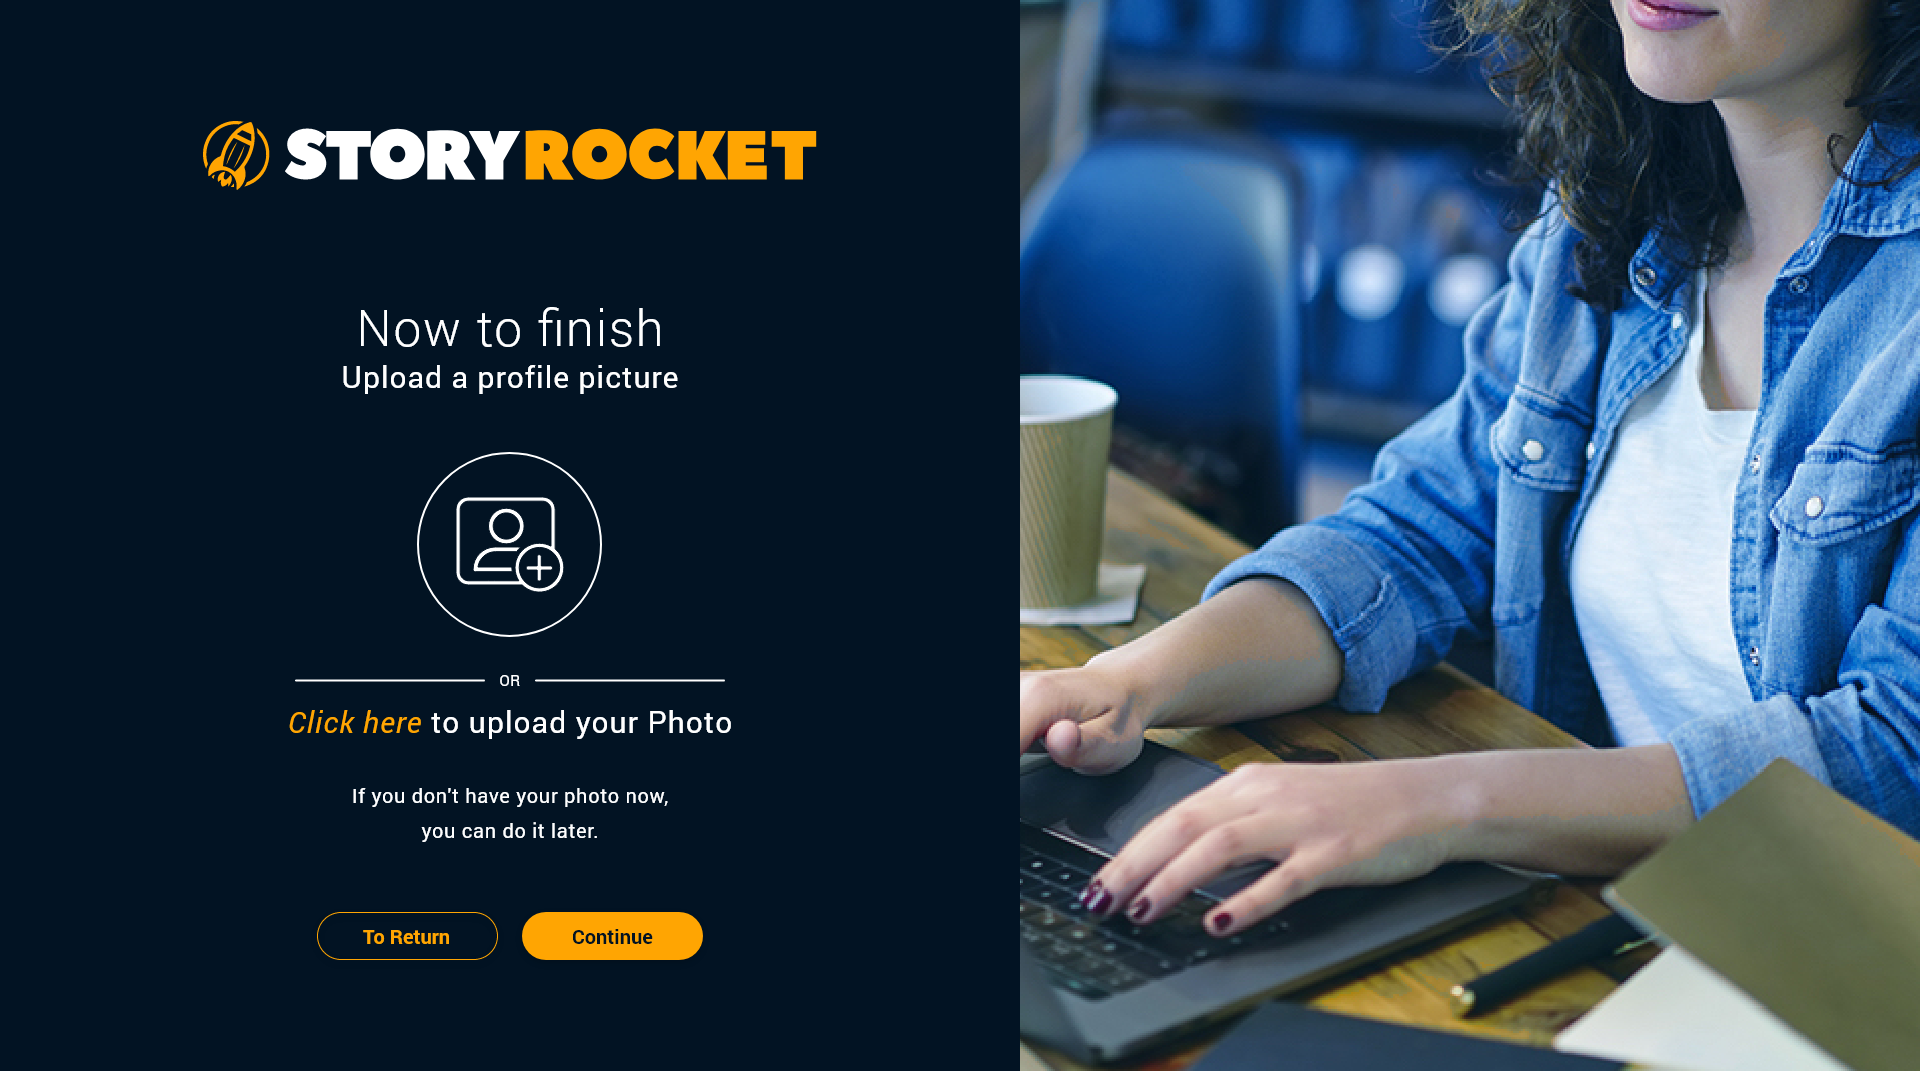 STORYROCKET
Now to finish
Upload a profile picture
OR
Click here to upload your Photo
If you don't have your photo now,
you can do it later.
To Return
Continue